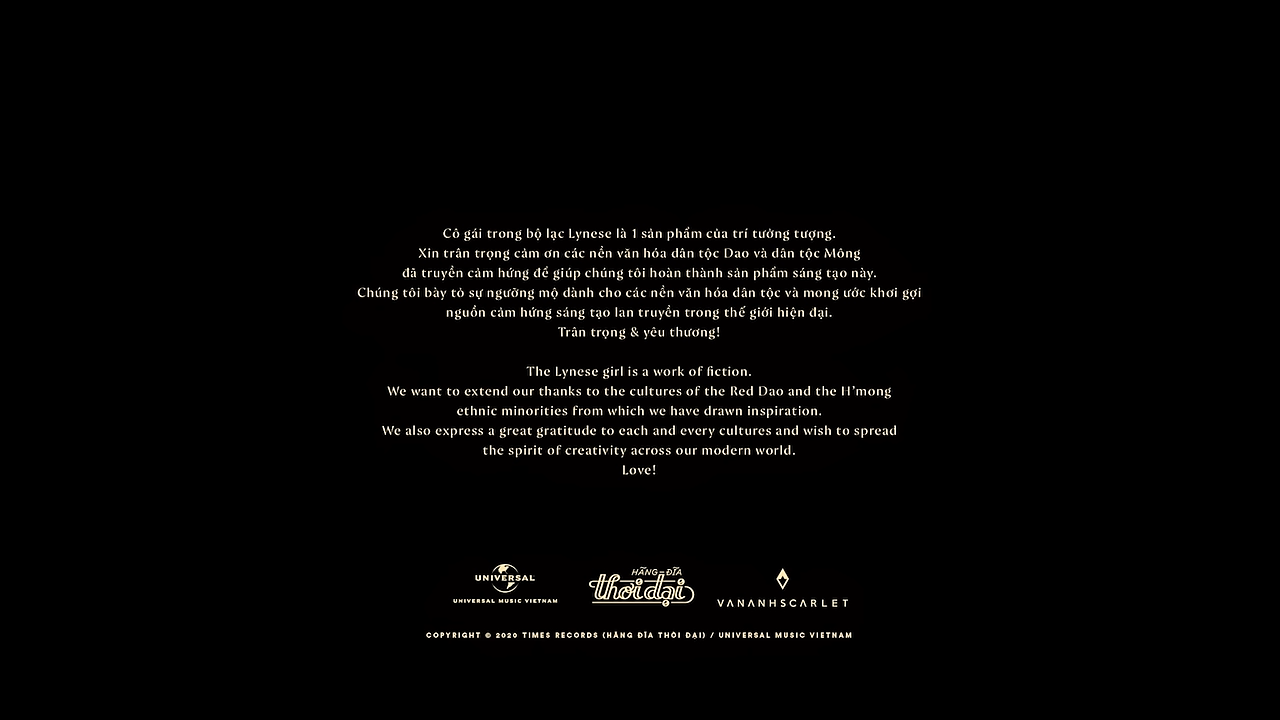 Cô gái trong bộ lạc Lynese là 1 sản phẩm của trí tưởng tượng.
Xin trân trọng cảm ơn các nền văn hóa dân tộc Dao và dân tộc Mông
đã truyền cảm hứng để giúp chúng tôi hoàn thành sản phẩm sáng tạo này.
Chúng tôi bày tỏ sự ngưỡng mộ dành cho các nền văn hóa dân tộc và mong ước khơi gợi
nguồn cảm hứng sáng tạo lan truyền trong thế giới hiện đại.
Trân trọng & yêu thương!
The Lynese girl is a work of fiction.
We want to extend our thanks to the cultures of the Red Dao and the H'mong
ethnic minorities from which we have drawn inspiration.
We also express a great gratitude to each and every cultures and wish to spread
the spirit of creativity across our modern world.
Love!
UNIVERSAL
UNIVERSAL MUSIC VIETNAM
HÃNG ĐĨA
thời đại
VANANHSCARLET
COPYRIGHT © 2020 TIMES RECORDS (HÃNG ĐĨA THỜI ĐẠI) / UNIVERSAL MUSIC VIETNAM